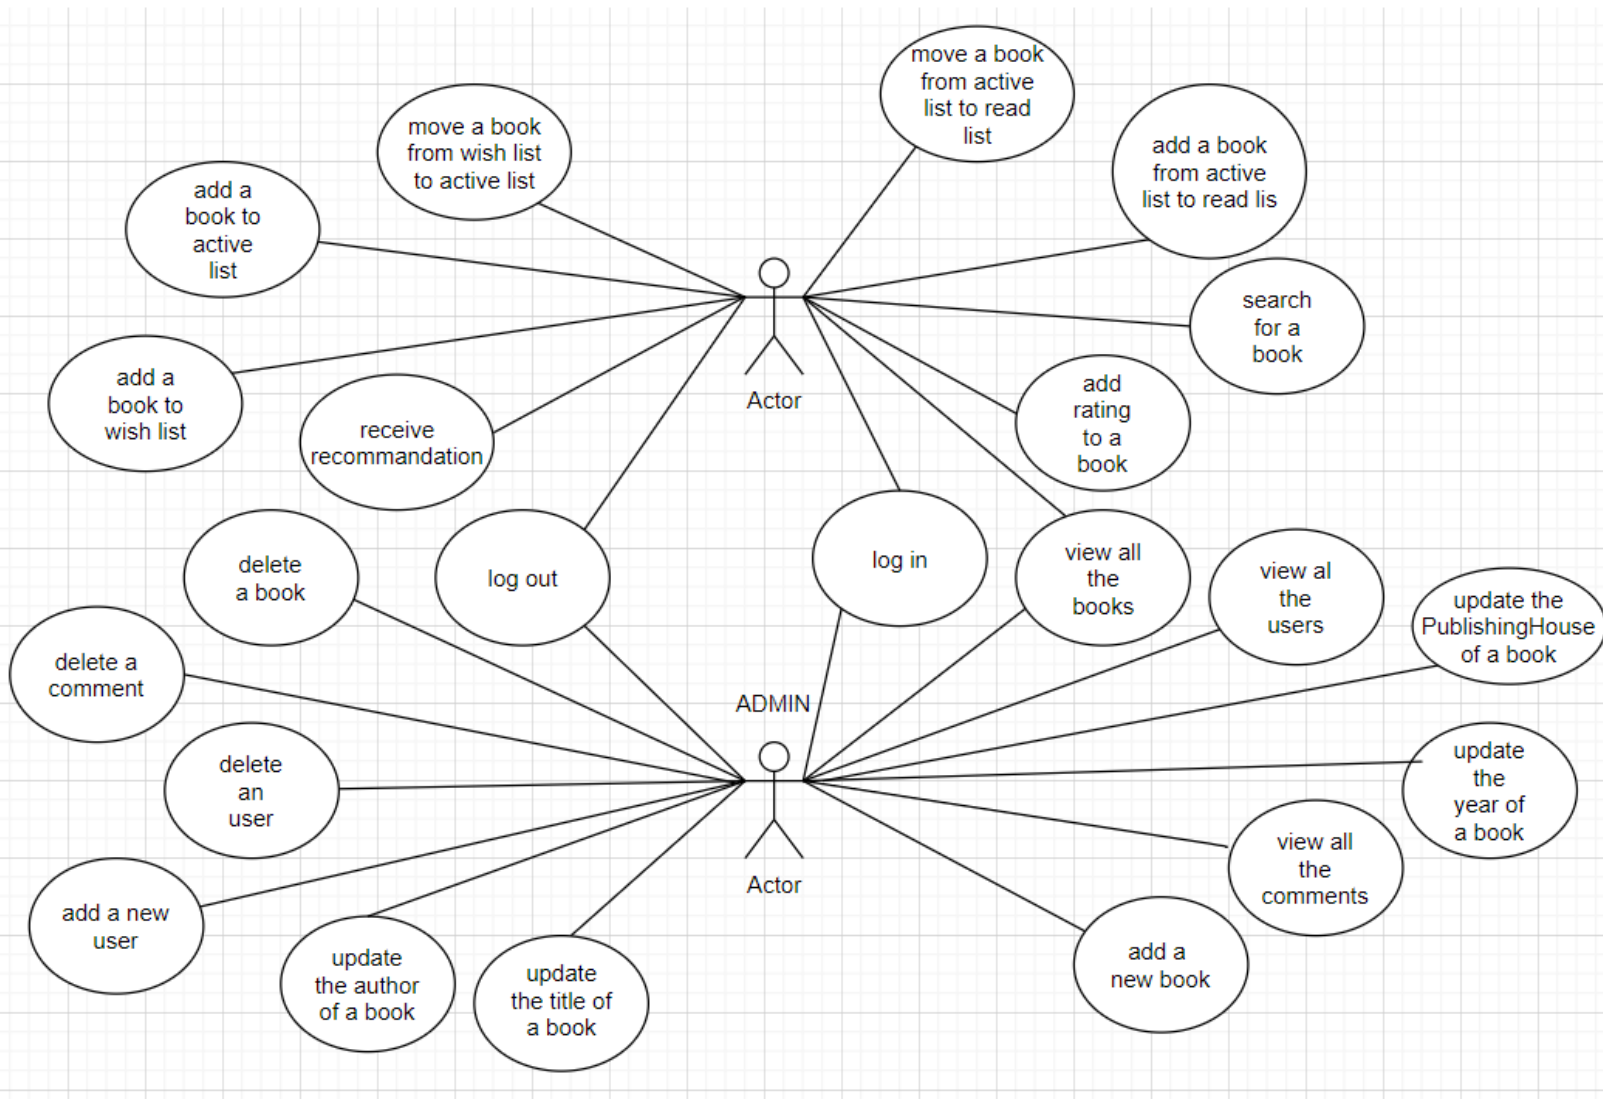 move a book
from active
list to read
list
move a book
from wish list
to active list
add a book
from active
list to read lis
add a
book to
active
list
search
for a
book
add a
book to
wish list
Actor
add
rating
to a
book
receive
recommandation
delete
a book
log out
log in
view all
the
books
view al
the
users
update the
PublishingHouse
of a book
delete a
comment
ADMIN
delete
an
user
update
the
year of
a book
view all
the
comments
Actor
add a new
user
update
the author
of a book
update
the title of
a book
add a
new book